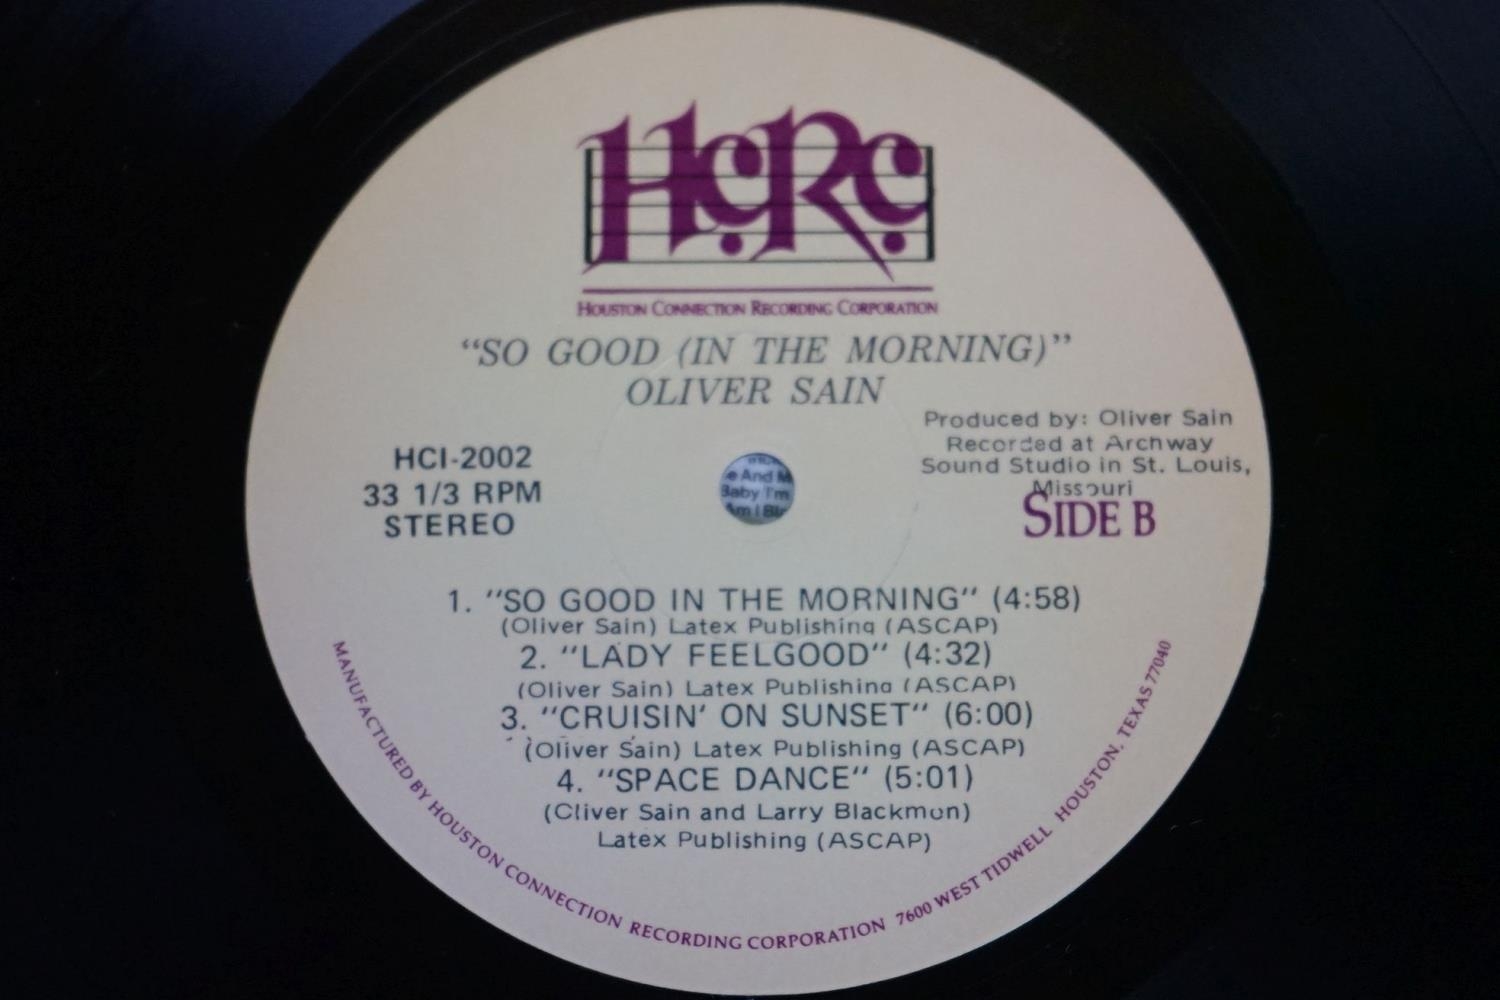 HCRC
HOUSTON CONNECTION RECORDING CORPORATION
"SO GOOD (IN THE MORNING)"
OLIVER SAIN
HCI-2002
33 1/3 RPM
STEREO
Produced by: Oliver Sain
Recorded at Archway
Sound Studio in St. Louis,
Missouri
SIDE B
e And M
Baby I'm
Am I Bl
1. "SO GOOD IN THE MORNING" (4:58)
(Oliver Sain) Latex Publishing (ASCAP)
2. "LADY FEELGOOD" (4:32)
(Oliver Sain) Latex Publishing (ASCAP)
3. "CRUISIN' ON SUNSET" (6:00)
(Oliver Sain) Latex Publishing (ASCAP)
4. "SPACE DANCE" (5:01)
(Oliver Sain and Larry Blackmon)
Latex Publishing (ASCAP)
MANUFACTURED BY HOUSTON CONNECTION RECORDING CORPORATION 7600 WEST TIDWELL HOUSTON, TEXAS 77040